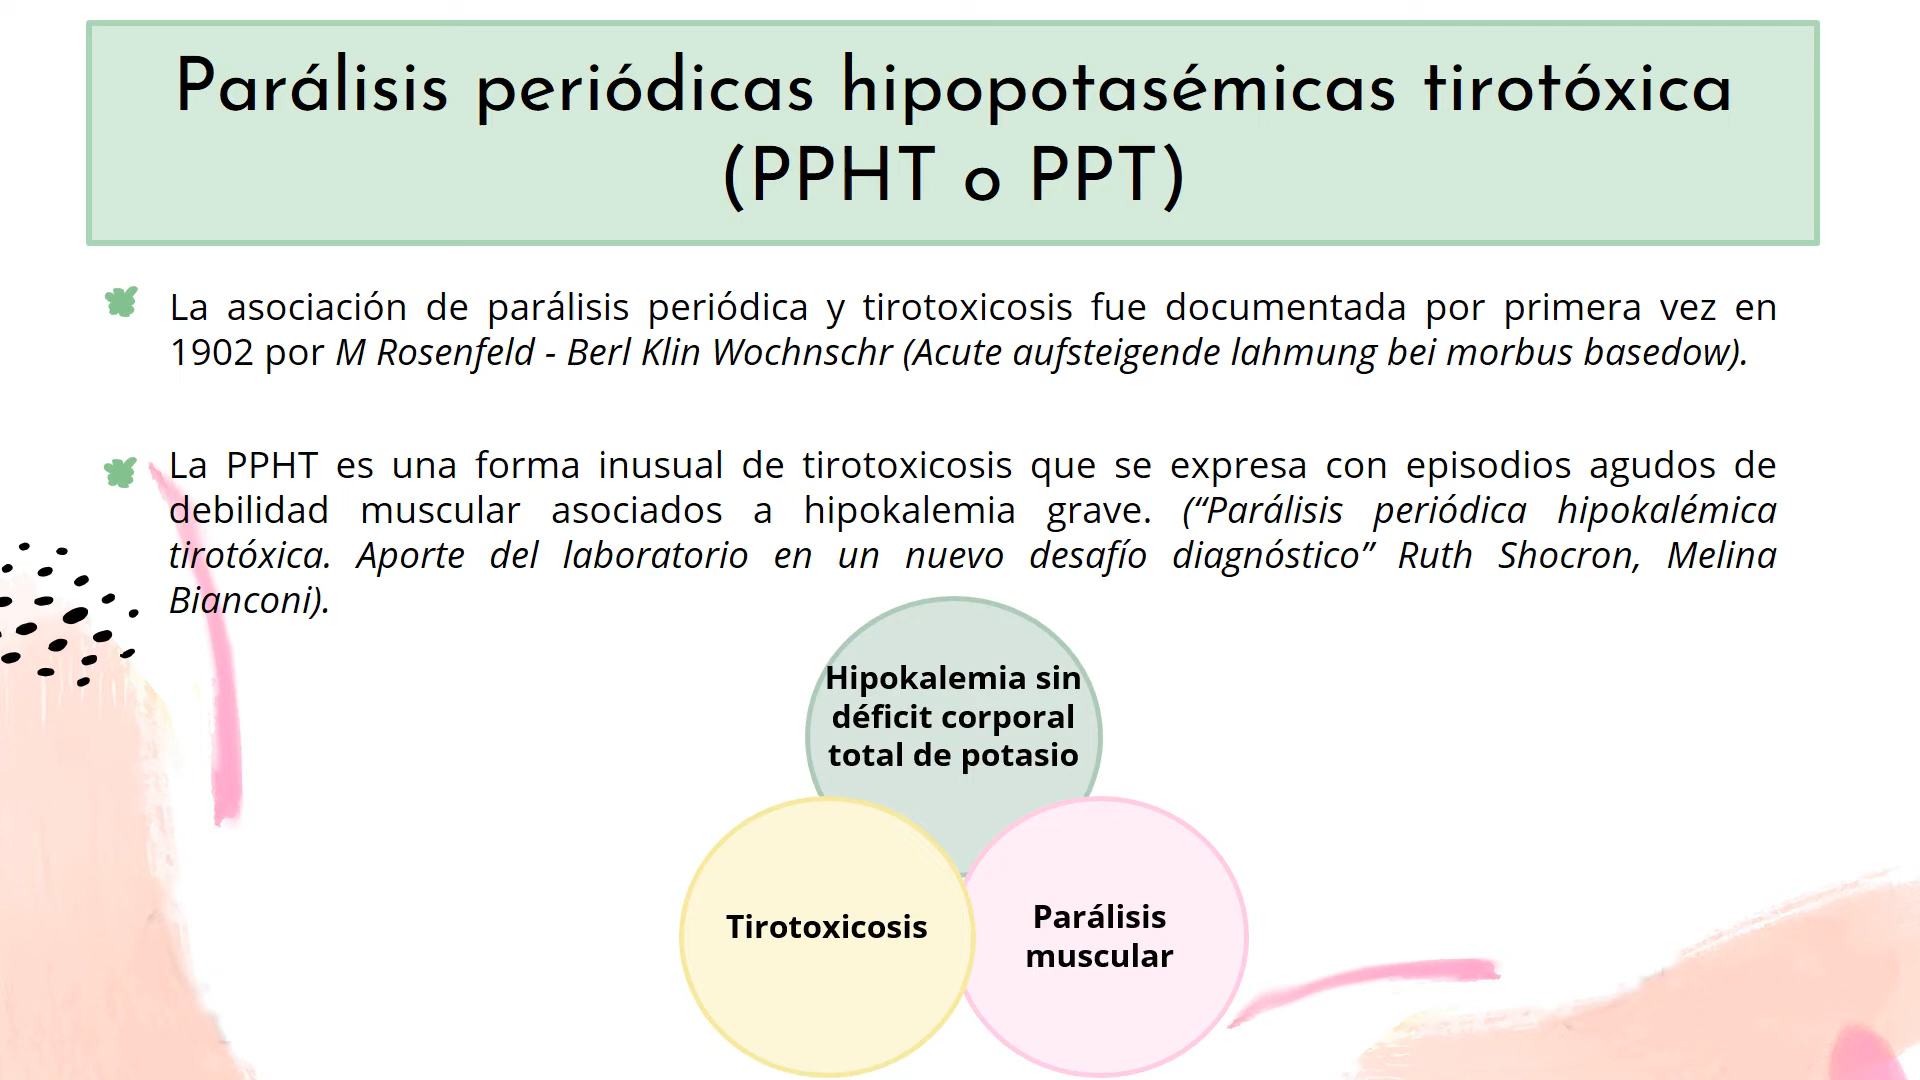 Parálisis periódicas hipopotasémicas tirotóxica
(PPHT o PPT)
La asociación de parálisis periódica y tirotoxicosis fue documentada por primera vez en
1902 por M Rosenfeld - Berl Klin Wochnschr (Acute aufsteigende lahmung bei morbus basedow).
La PPHT es una forma inusual de tirotoxicosis que se expresa con episodios agudos de
debilidad muscular asociados a hipokalemia grave. (“Parálisis periódica hipokalémica
tirotóxica. Aporte del laboratorio en un nuevo desafío diagnóstico” Ruth Shocron, Melina
Bianconi).
Hipokalemia sin
déficit corporal
total de potasio
Tirotoxicosis
Parálisis
muscular